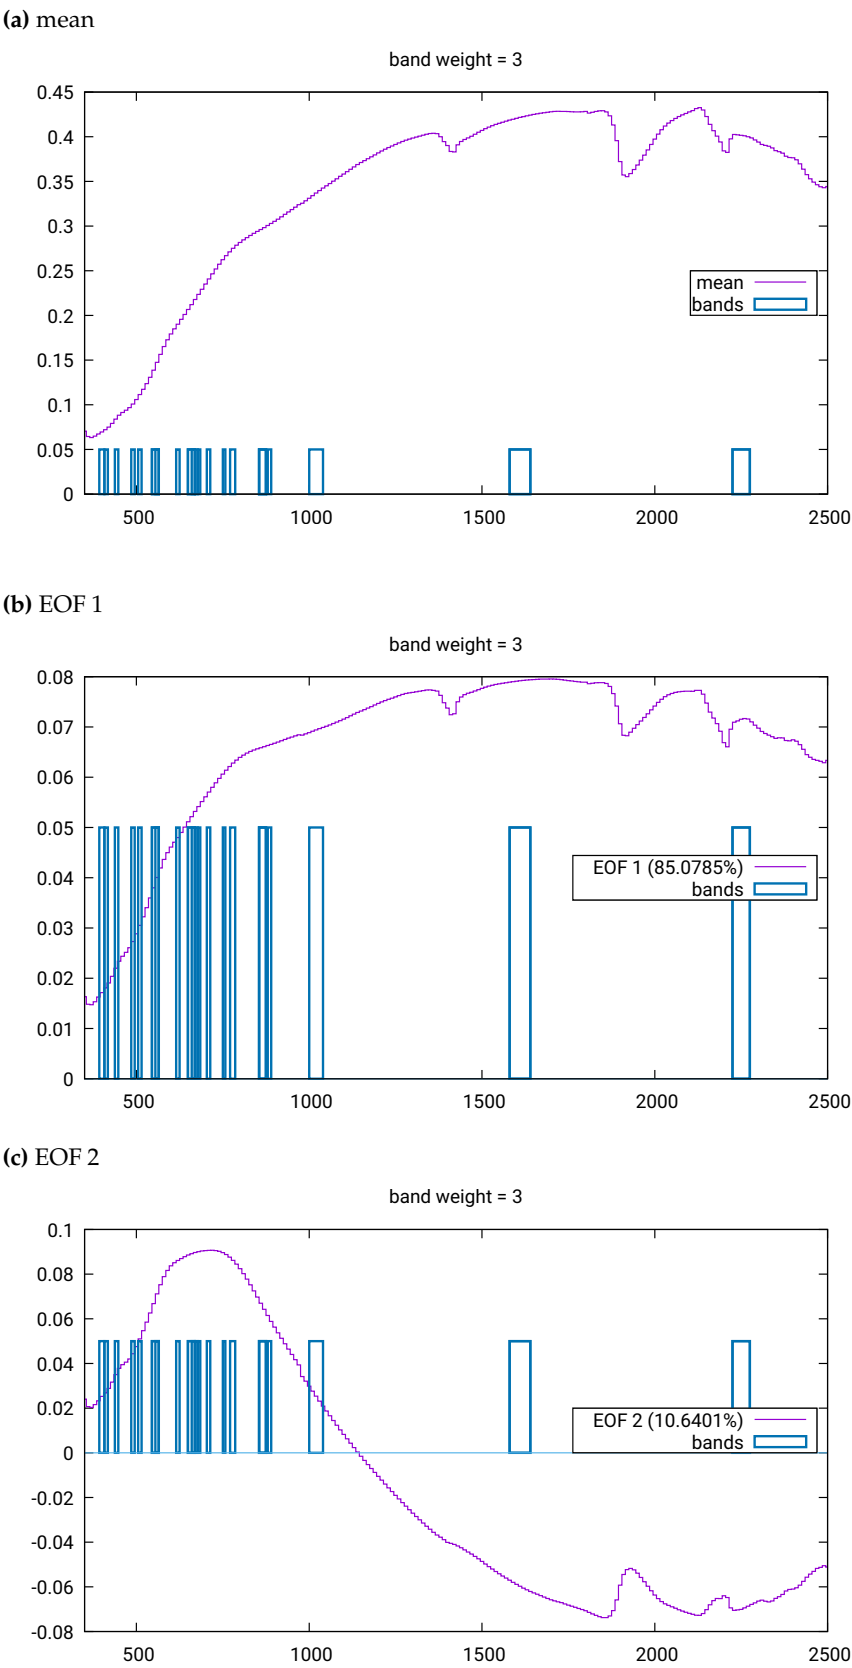 (a) mean
band weight = 3
0.45
0.4
0.35
0.3
0.25
0.2
0.15
0.1
0.05
0
mean
bands
500 1000 1500 2000 2500
(b) EOF 1
band weight = 3
0.08
0.07
0.06
0.05
0.04
0.03
0.02
0.01
0
EOF 1 (85.0785%)
bands
500 1000 1500 2000 2500
(c) EOF 2
band weight = 3
0.1
0.08
0.06
0.04
0.02
0
-0.02
-0.04
-0.06
-0.08
EOF 2 (10.6401%)
bands
500 1000 1500 2000 2500